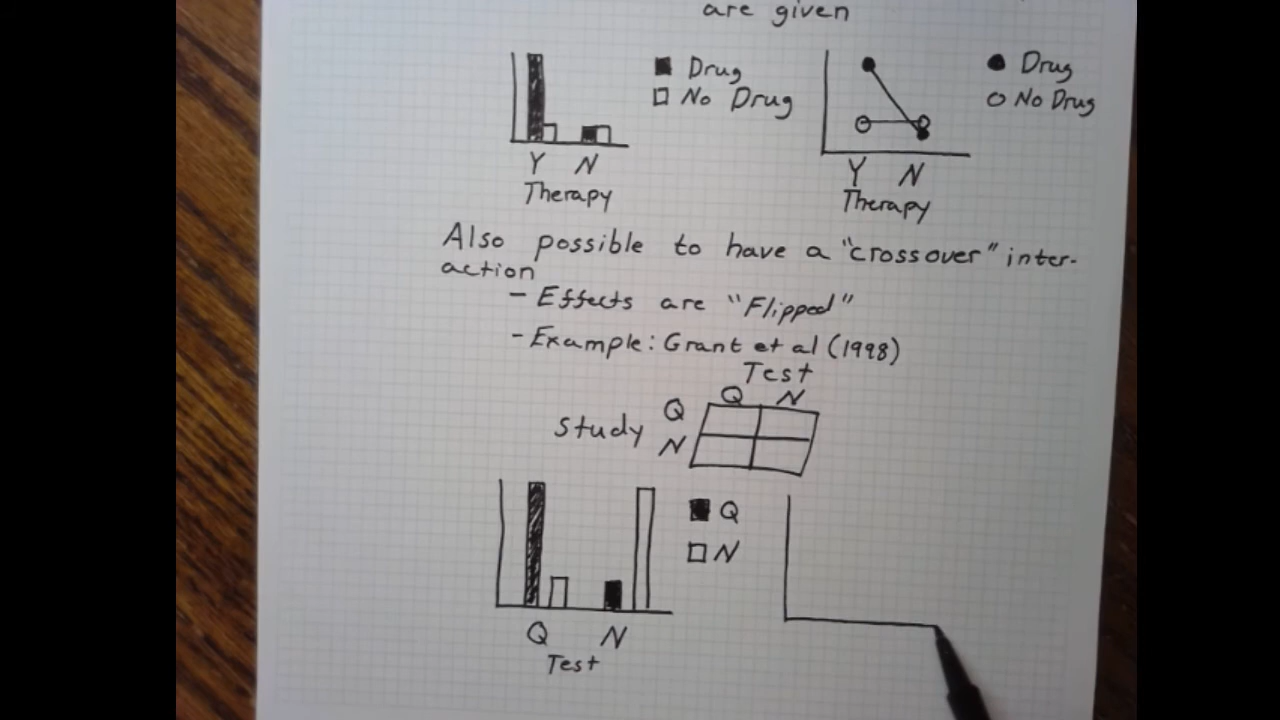 are given
■ Drug
□ No Drug
Y N
Therapy
● Drug
○ No Drug
Y N
Therapy
Also possible to have a "crossover" inter-
action
- Effects are "Flipped"
- Example: Grant et al (1998)
Test
Q N
Study Q
N
■ Q
□ N
Q N
Test